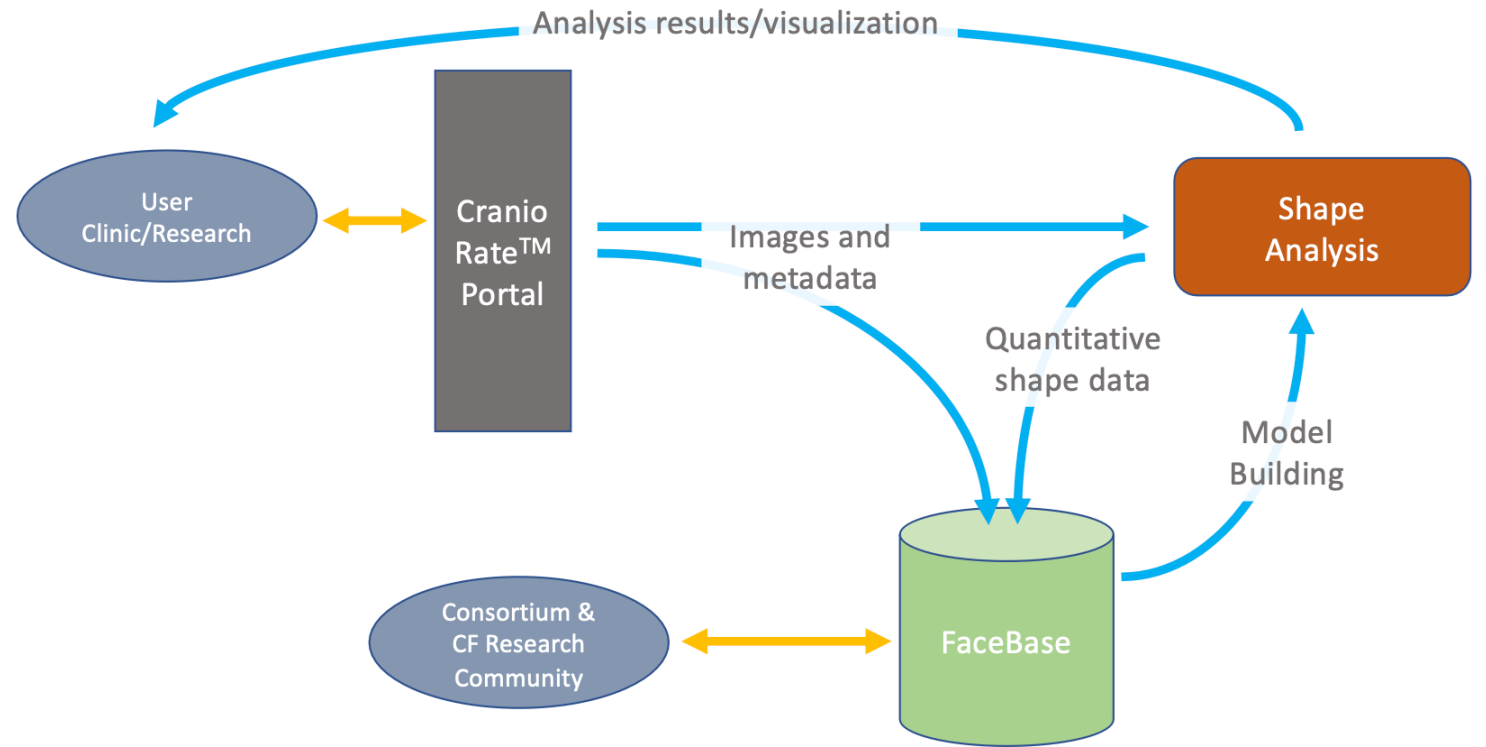 Analysis results/visualization
User
Clinic/Research
Cranio
Rate™
Portal
Images and
metadata
Shape
Analysis
Quantitative
shape data
Model
Building
Consortium &
CF Research
Community
FaceBase